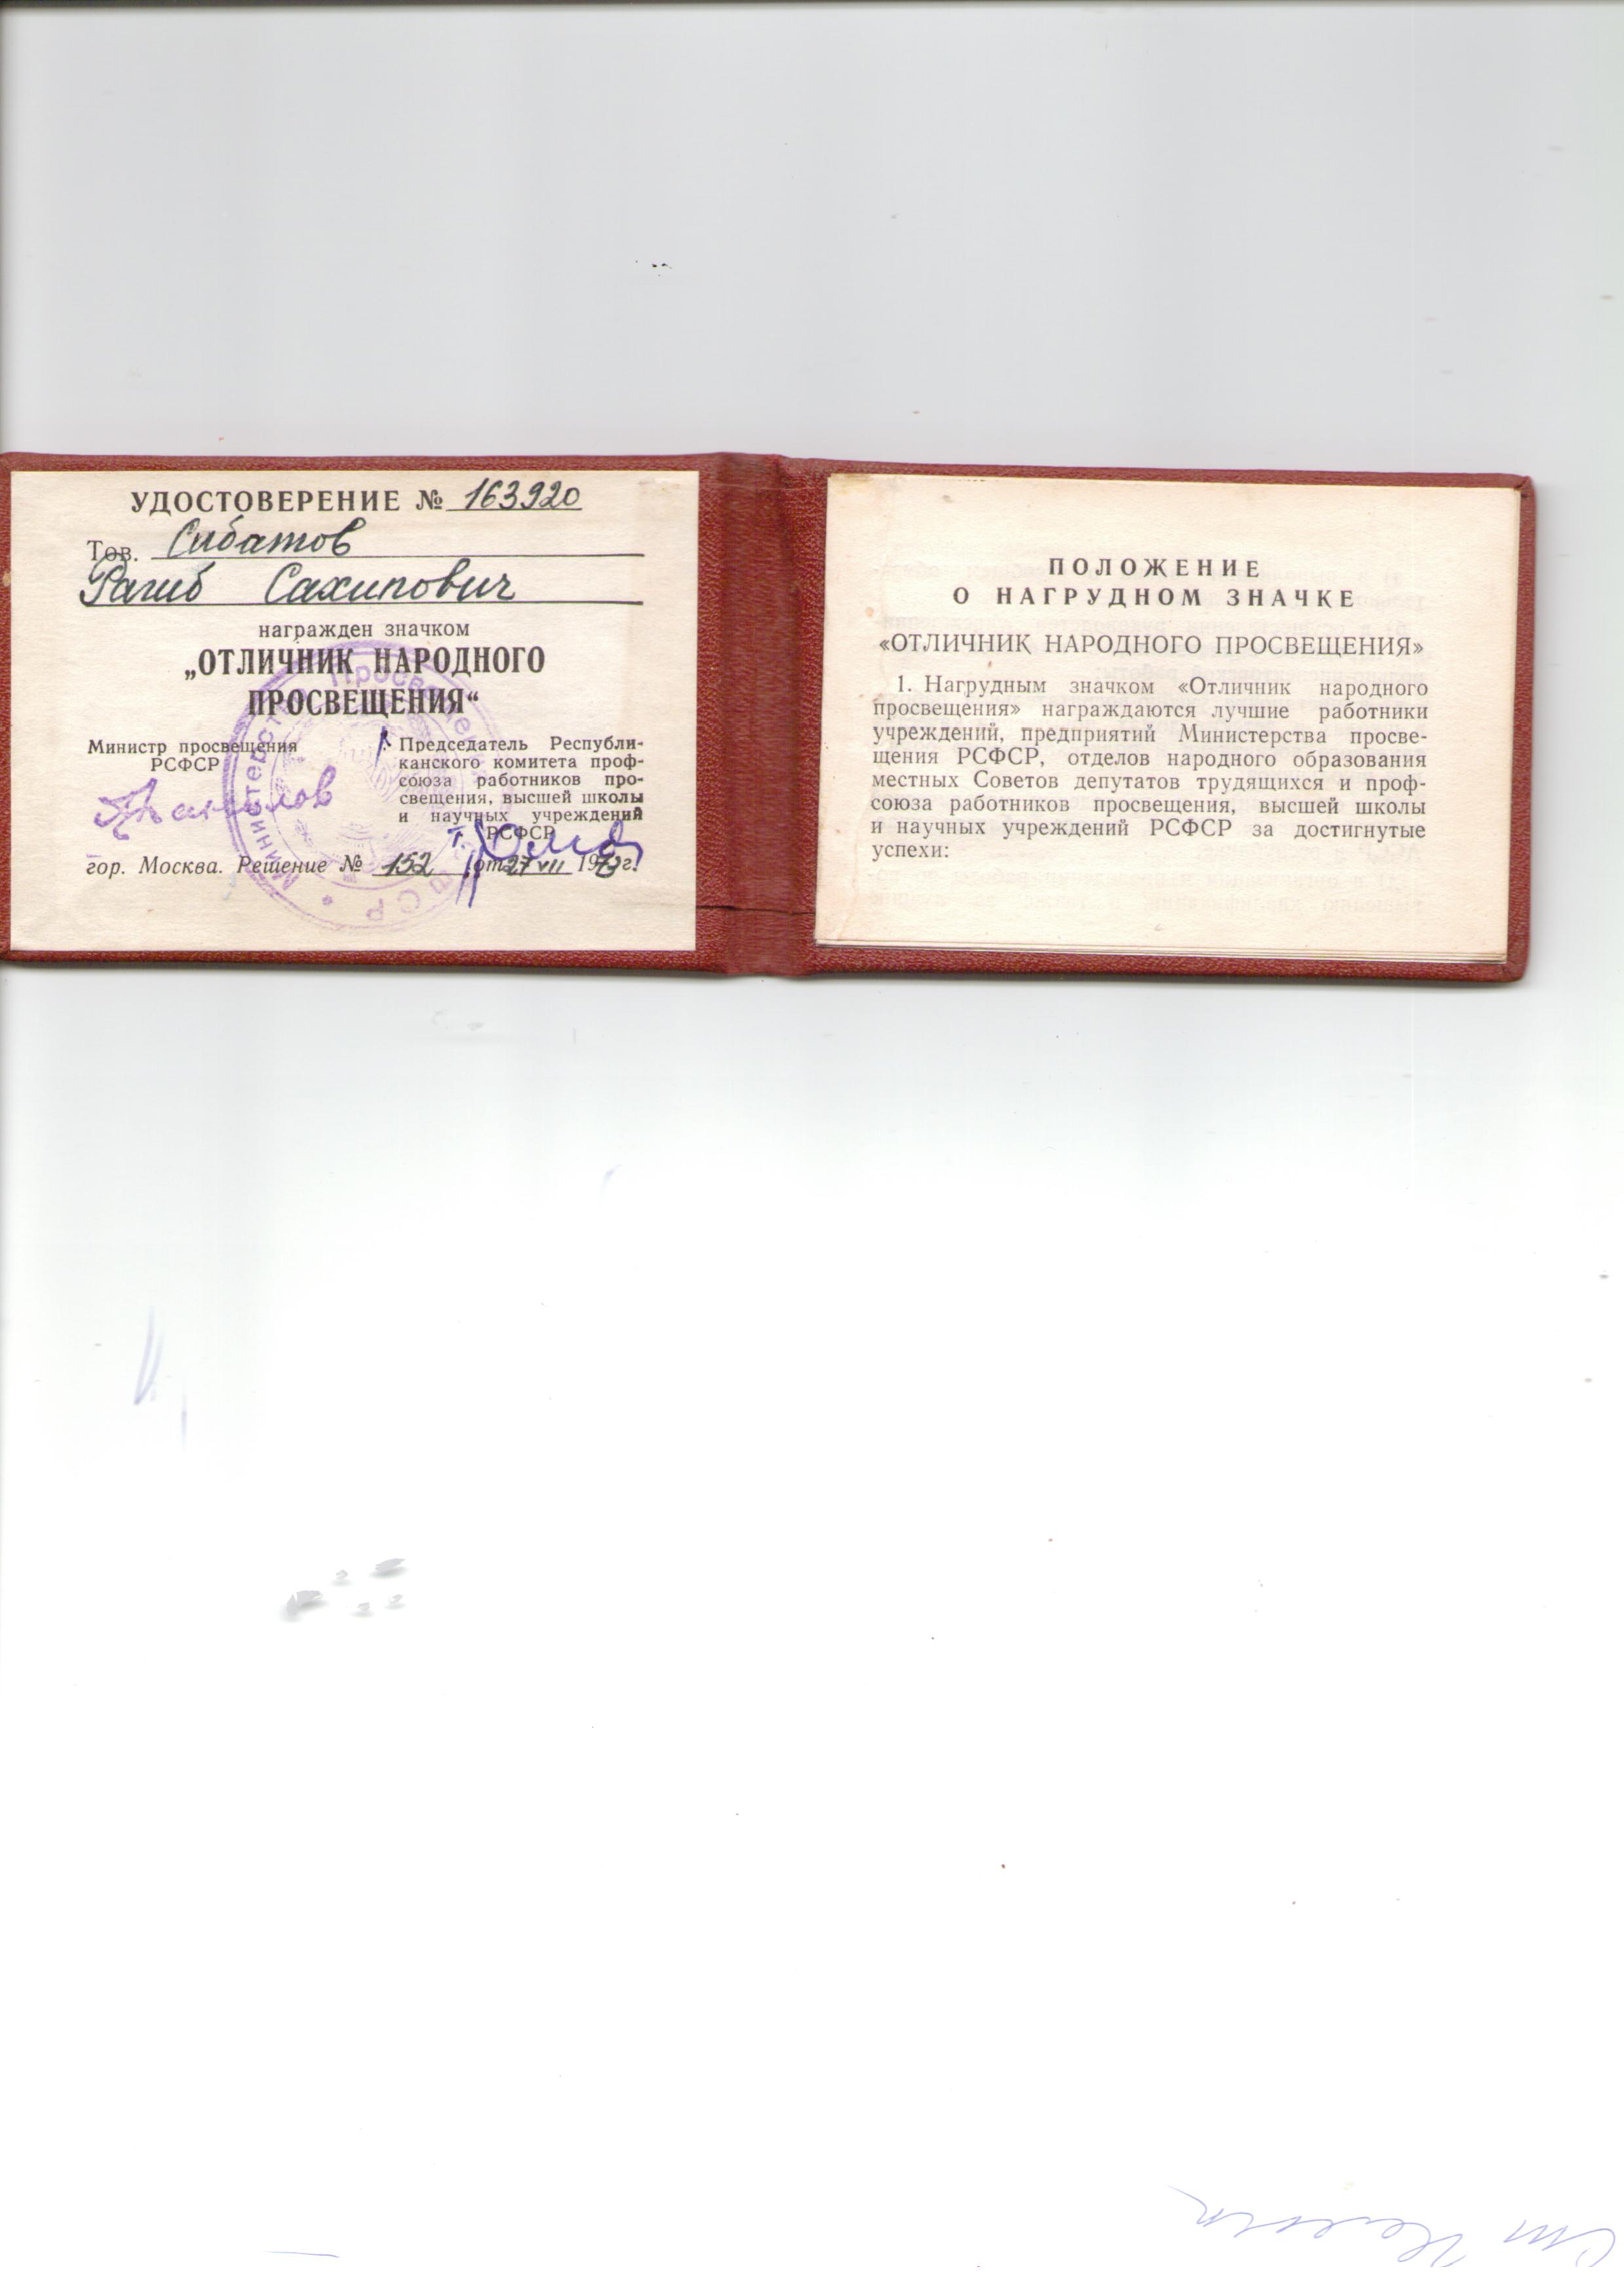 УДОСТОВЕРЕНИЕ № 163920
Тов. Сибатов
Рагиб Сахипович
награжден значком
„ОТЛИЧНИК НАРОДНОГО
ПРОСВЕЩЕНИЯ“
Министр просвещения
РСФСР
Председатель Республи-
канского комитета проф-
союза работников про-
свещения, высшей школы
и научных учреждений
РСФСР
гор. Москва. Решение № 152 от 27 VII 1973 г.
Министерство Просвещен
ПОЛОЖЕНИЕ
О НАГРУДНОМ ЗНАЧКЕ
«ОТЛИЧНИК НАРОДНОГО ПРОСВЕЩЕНИЯ»
1. Нагрудным значком «Отличник народного
просвещения» награждаются лучшие работники
учреждений, предприятий Министерства просве-
щения РСФСР, отделов народного образования
местных Советов депутатов трудящихся и проф-
союза работников просвещения, высшей школы
и научных учреждений РСФСР за достигнутые
успехи: